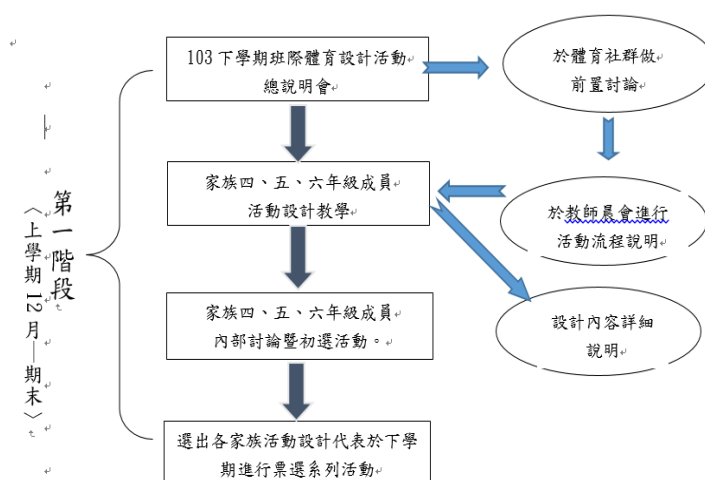 第一階段
〈上學期12月—期末〉
103下學期班際體育設計活動
總說明會
於體育社群做
前置討論
家族四、五、六年級成員
活動設計教學
於教師晨會進行
活動流程說明
家族四、五、六年級成員
內部討論暨初選活動。
設計內容詳細
說明
選出各家族活動設計代表於下學
期進行票選系列活動